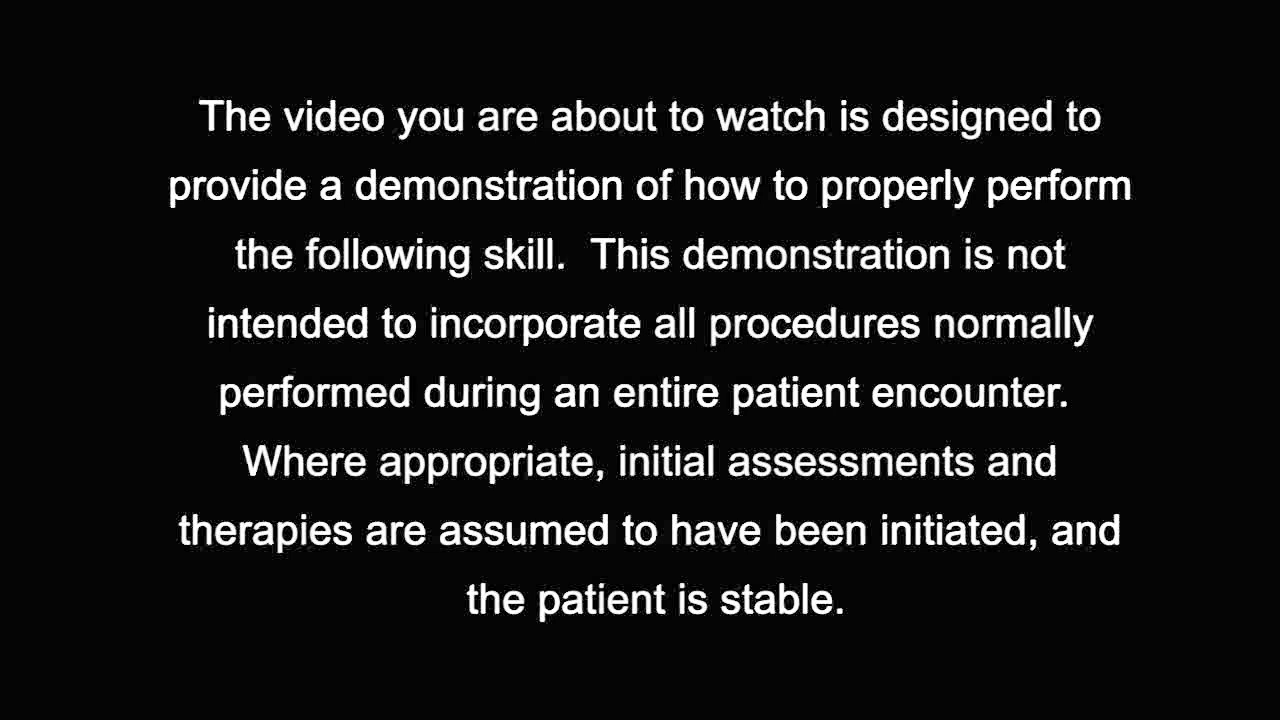 The video you are about to watch is designed to
provide a demonstration of how to properly perform
the following skill.  This demonstration is not
intended to incorporate all procedures normally
performed during an entire patient encounter.
Where appropriate, initial assessments and
therapies are assumed to have been initiated, and
the patient is stable.